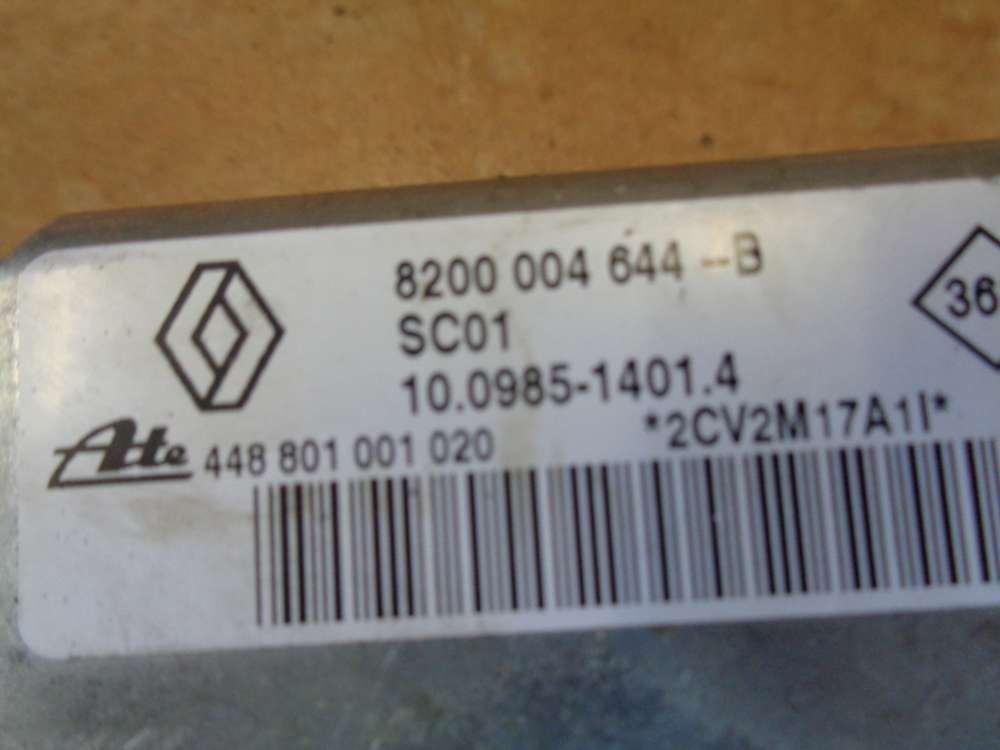 8200 004 644 --B
SC01
10.0985-1401.4
36
Ate 448 801 001 020
*2CV2M17A1I*